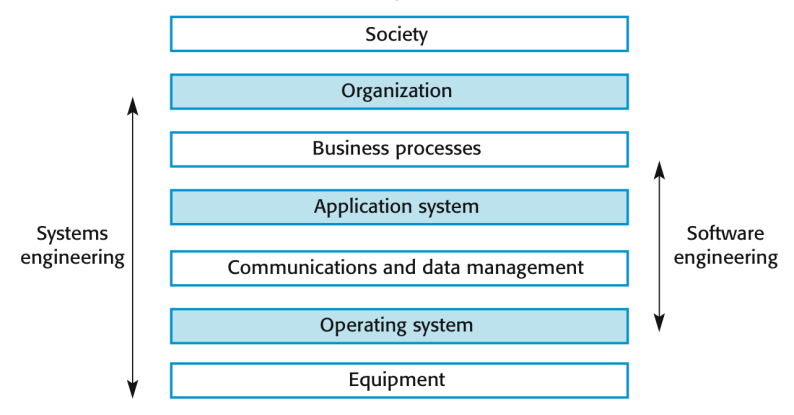 Society
Organization
Business processes
Application system
Systems
engineering
Software
engineering
Communications and data management
Operating system
Equipment